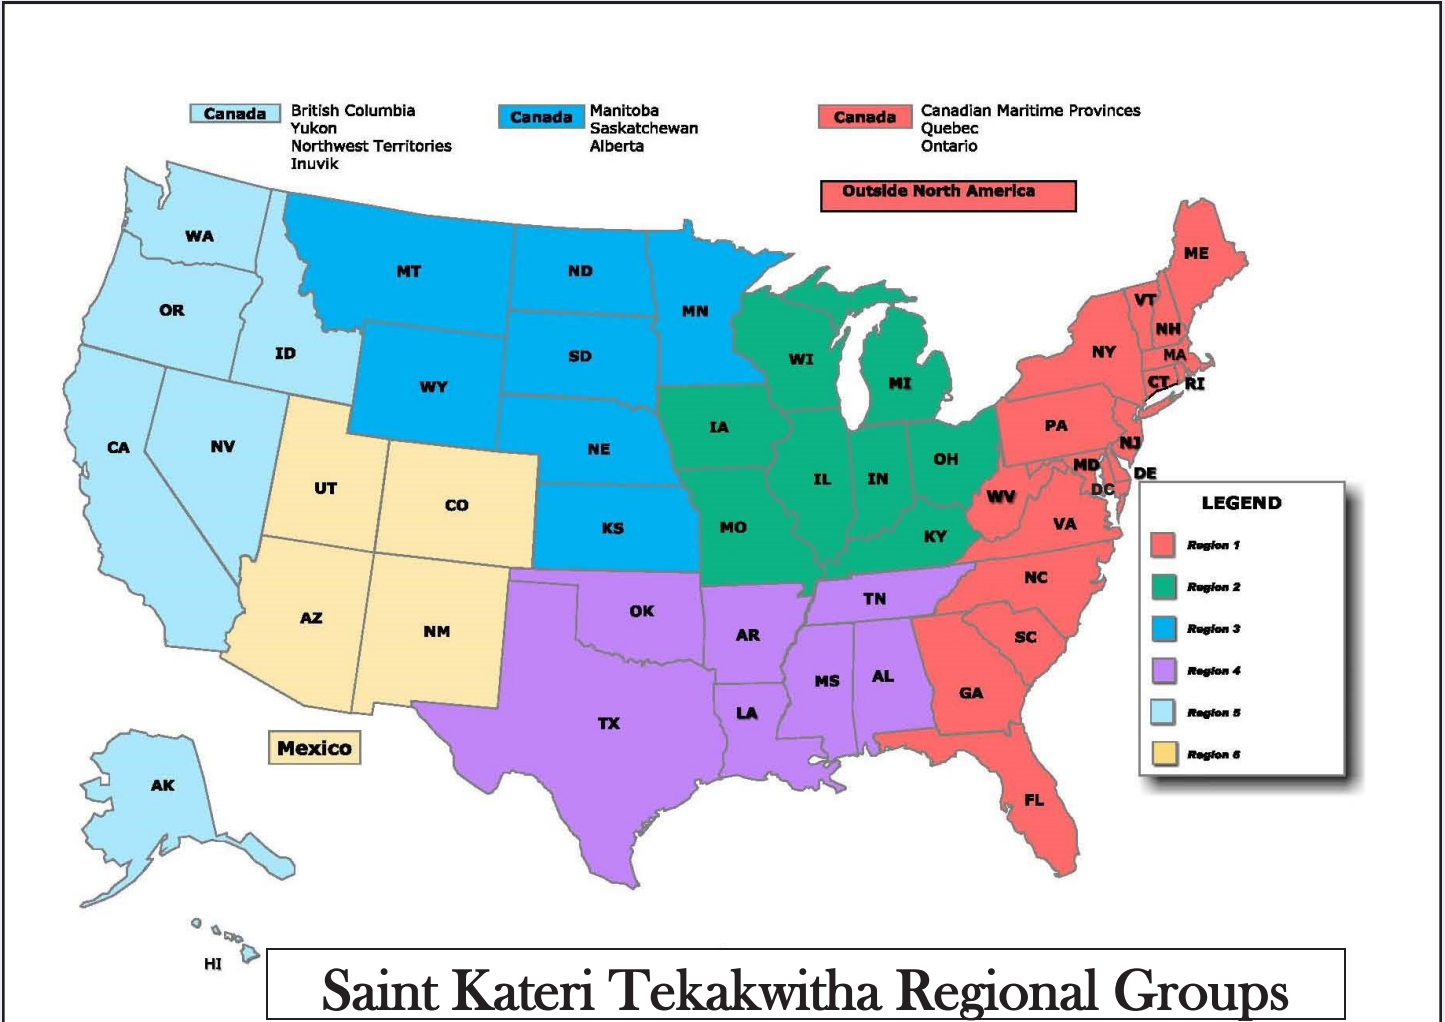 Canada
British Columbia
Yukon
Northwest Territories
Inuvik
Canada
Manitoba
Saskatchewan
Alberta
Canada
Canadian Maritime Provinces
Quebec
Ontario
Outside North America
WA
OR
ID
MT
ND
MN
SD
WY
NE
KS
CA
NV
UT
CO
AZ
NM
WI
MI
IA
IL
IN
OH
MO
KY
ME
VT
NH
NY
MA
CT
RI
PA
NJ
MD
DE
DC
WV
VA
NC
SC
GA
FL
TN
OK
AR
MS
AL
LA
TX
LEGEND
Region 1
Region 2
Region 3
Region 4
Region 5
Region 6
Mexico
AK
HI
Saint Kateri Tekakwitha Regional Groups